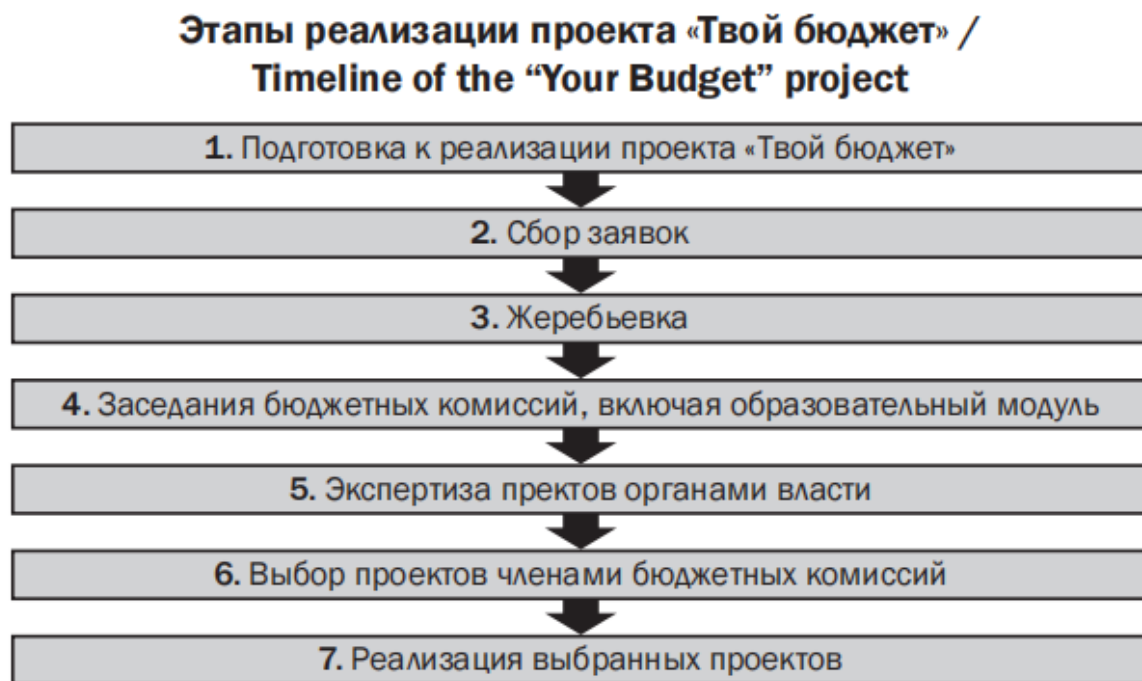 Этапы реализации проекта «Твой бюджет» /
Timeline of the “Your Budget” project
1. Подготовка к реализации проекта «Твой бюджет»
2. Сбор заявок
3. Жеребьевка
4. Заседания бюджетных комиссий, включая образовательный модуль
5. Экспертиза пректов органами власти
6. Выбор проектов членами бюджетных комиссий
7. Реализация выбранных проектов